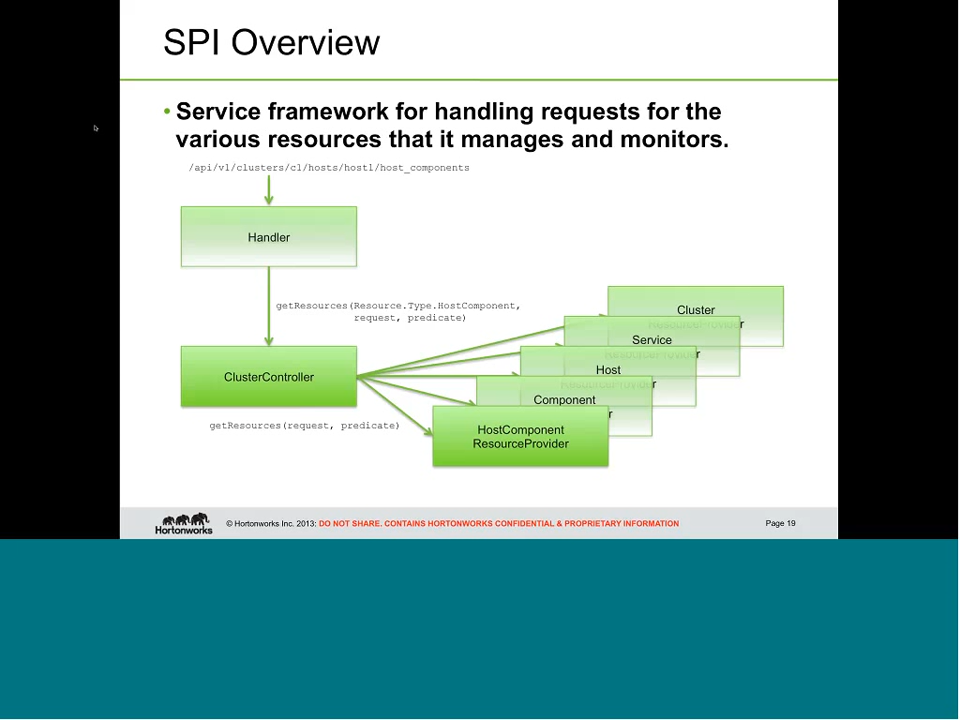 SPI Overview
• Service framework for handling requests for the
various resources that it manages and monitors.
/api/v1/clusters/c1/hosts/host1/host_components
Handler
getResources(Resource.Type.HostComponent,
request, predicate)
Cluster
Service
Host
Component
ClusterController
getResources(request, predicate)
HostComponent
ResourceProvider
Hortonworks
© Hortonworks Inc. 2013: DO NOT SHARE. CONTAINS HORTONWORKS CONFIDENTIAL & PROPRIETARY INFORMATION
Page 19